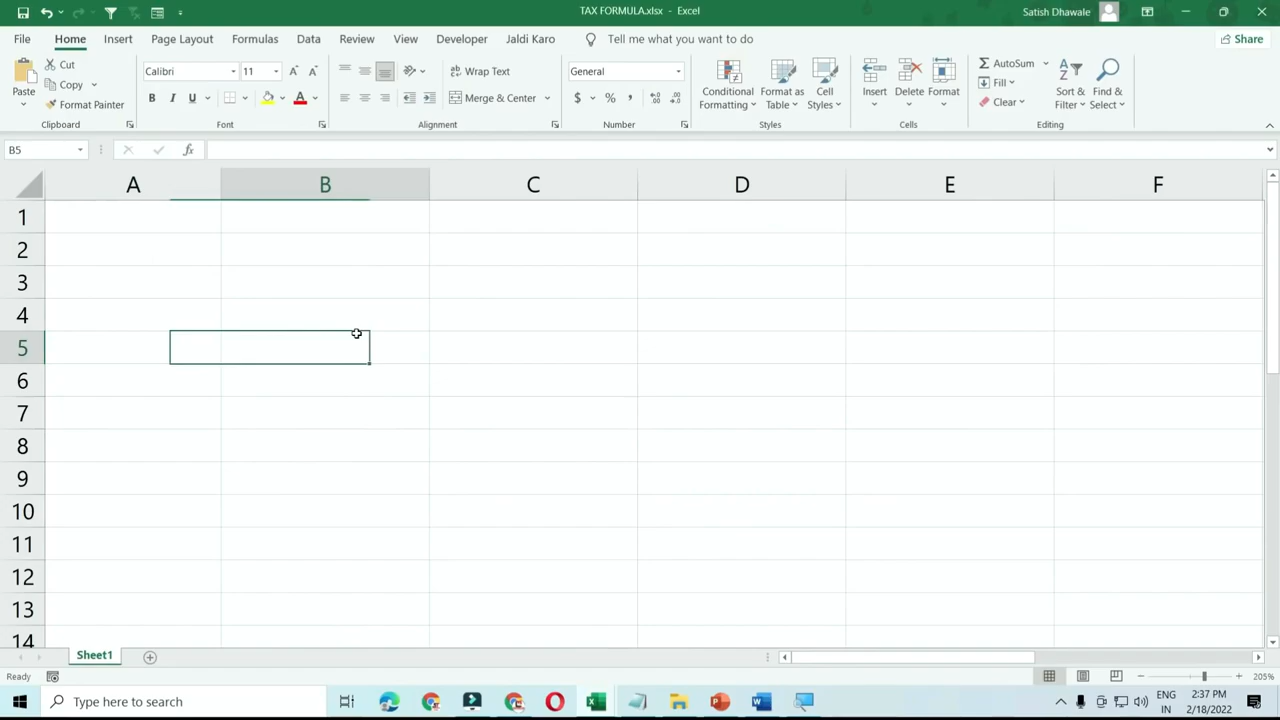 TAX FORMULA.xlsx - Excel
Satish Dhawale
File Home Insert Page Layout Formulas Data Review View Developer Jaldi Karo Tell me what you want to do Share
Paste
Cut
Copy
Format Painter
Clipboard
Calibri 11
B I U
Font
Wrap Text
Merge & Center
Alignment
General
$ % ,
Number
Conditional Formatting
Format as Table
Cell Styles
Styles
Insert
Delete
Format
Cells
AutoSum
Fill
Clear
Sort & Filter
Find & Select
Editing
B5
fx
A B C D E F
1
2
3
4
5
6
7
8
9
10
11
12
13
14
Sheet1
Ready
205%
Type here to search
ENG
IN
2:37 PM
2/18/2022